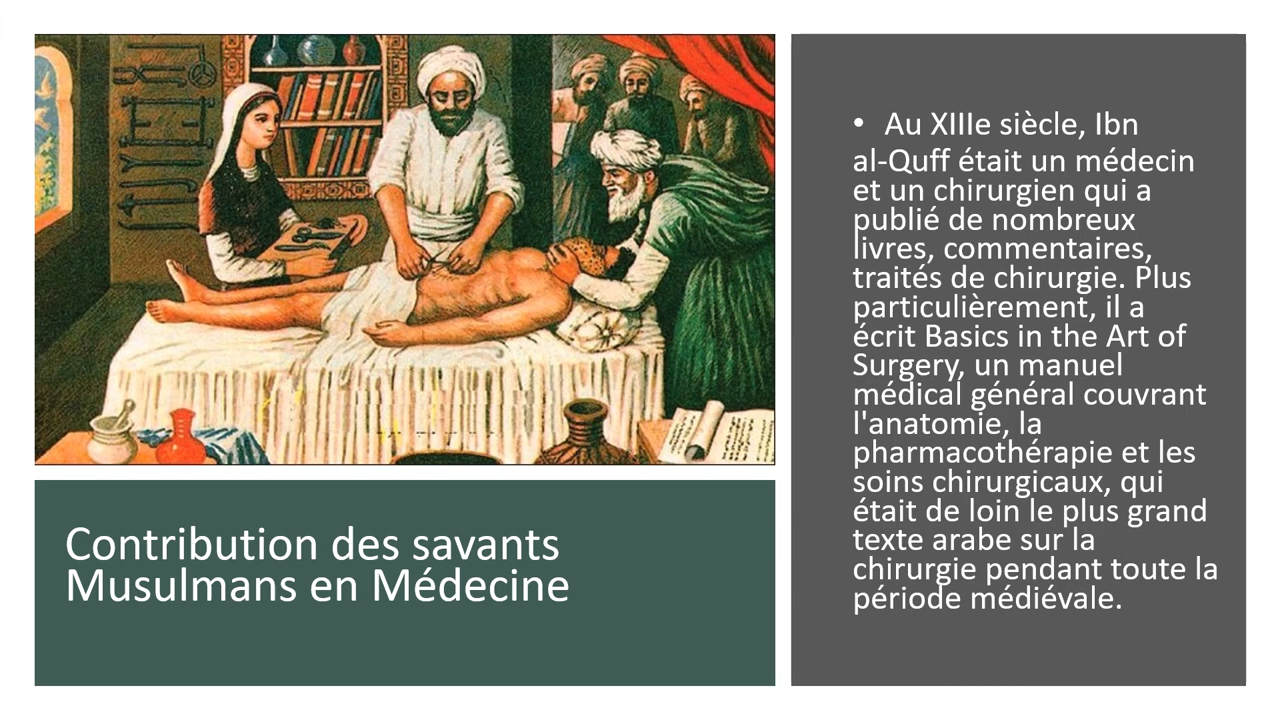 Contribution des savants
Musulmans en Médecine
• Au XIIIe siècle, Ibn
al-Quff était un médecin
et un chirurgien qui a
publié de nombreux
livres, commentaires,
traités de chirurgie. Plus
particulièrement, il a
écrit Basics in the Art of
Surgery, un manuel
médical général couvrant
l'anatomie, la
pharmacothérapie et les
soins chirurgicaux, qui
était de loin le plus grand
texte arabe sur la
chirurgie pendant toute la
période médiévale.